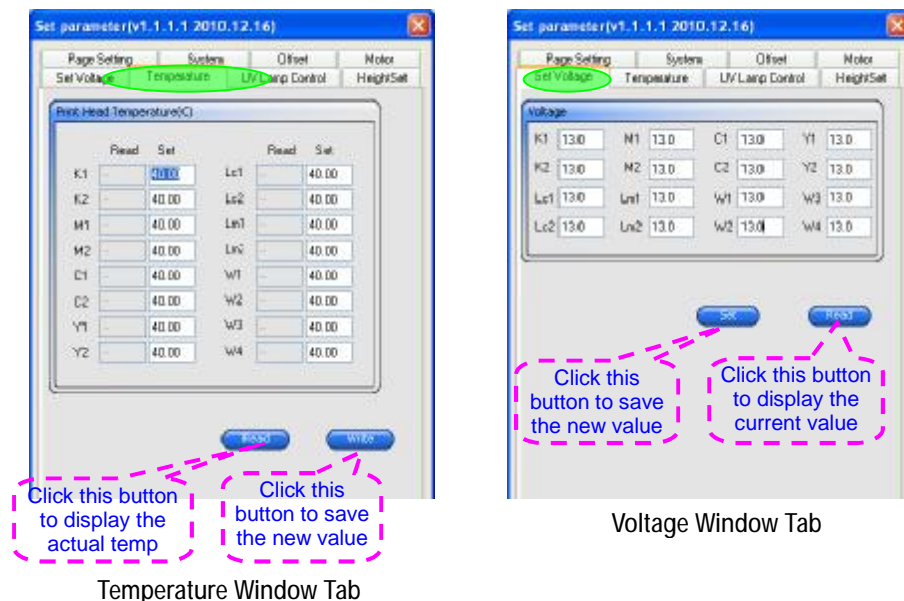 Set parameter(v1.1.1.1 2010.12.16)
Page Setting System Offset Motor
Set Voltage Temperature UV Lamp Control HeightSet
Print Head Temperature(C)
Read Set Read Set
K1 - 40.00 Lc1 - 40.00
K2 - 40.00 Lc2 - 40.00
M1 - 40.00 Lm1 - 40.00
M2 - 40.00 Lm2 - 40.00
C1 - 40.00 W1 - 40.00
C2 - 40.00 W2 - 40.00
Y1 - 40.00 W3 - 40.00
Y2 - 40.00 W4 - 40.00
Read Write
Click this button
to display the
actual temp
Click this
button to save
the new value
Temperature Window Tab
Set parameter(v1.1.1.1 2010.12.16)
Page Setting System Offset Motor
Set Voltage Temperature UV Lamp Control HeightSet
Voltage
K1 13.0 M1 13.0 C1 13.0 Y1 13.0
K2 13.0 M2 13.0 C2 13.0 Y2 13.0
Lc1 13.0 Lm1 13.0 W1 13.0 W3 13.0
Lc2 13.0 Lm2 13.0 W2 13.0 W4 13.0
Set Read
Click this
button to save
the new value
Click this button
to display the
current value
Voltage Window Tab